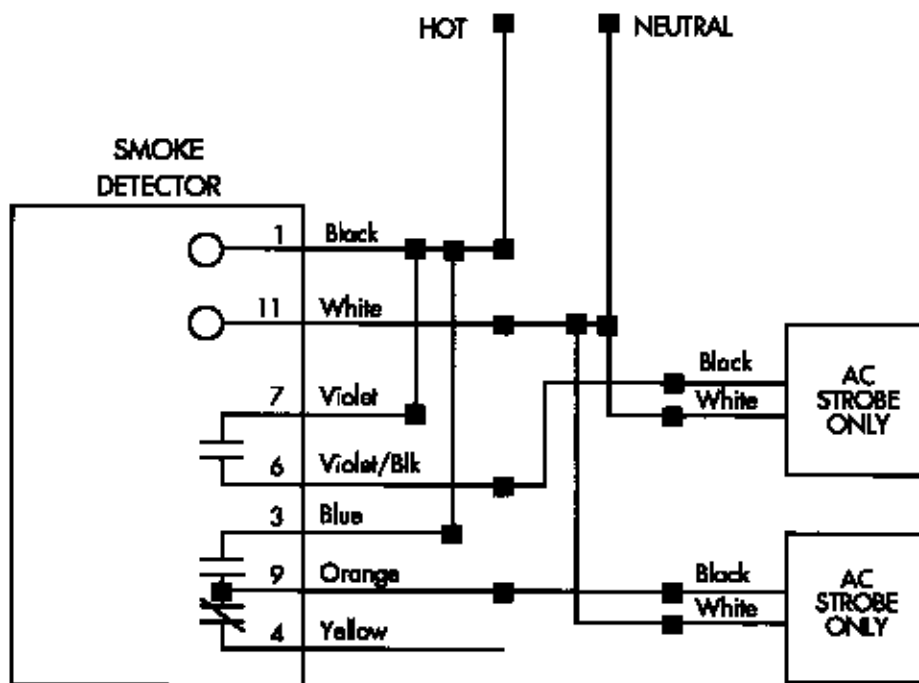 HOT
NEUTRAL
SMOKE
DETECTOR
1 Black
11 White
7 Violet
6 Violet/Blk
3 Blue
9 Orange
4 Yellow
Black
White
AC
STROBE
ONLY
Black
White
AC
STROBE
ONLY